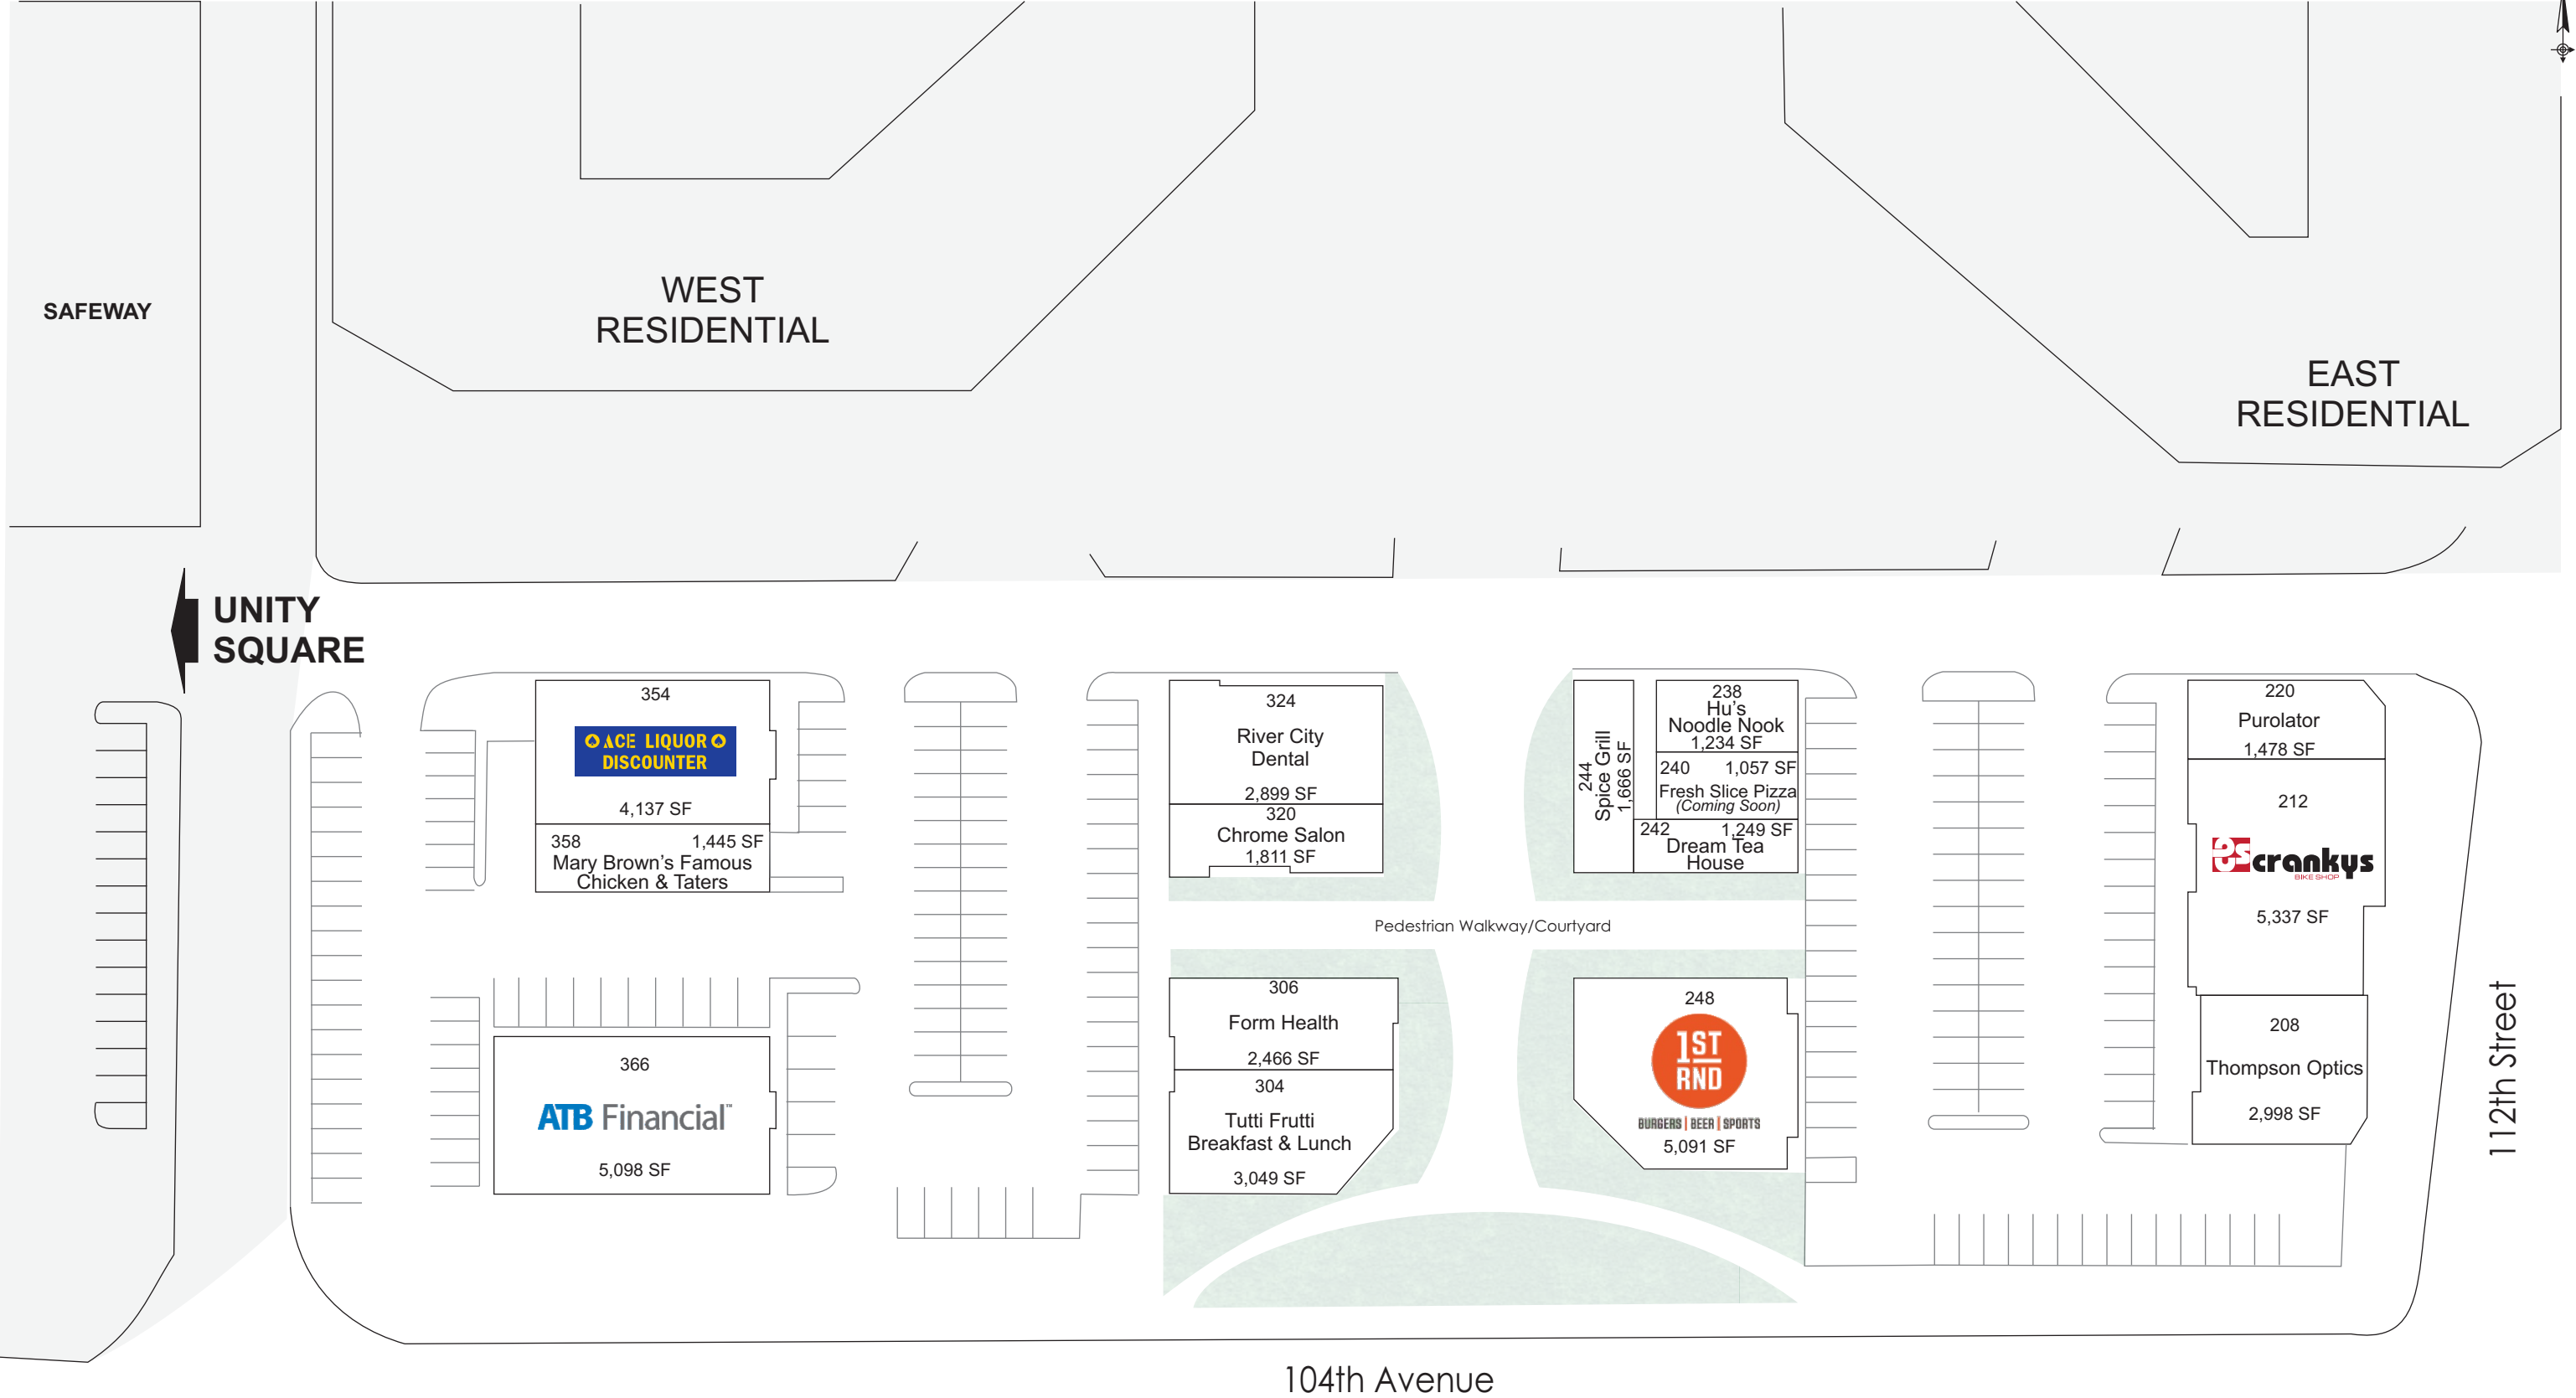 SAFEWAY
WEST
RESIDENTIAL
EAST
RESIDENTIAL
UNITY
SQUARE
354
ACE LIQUOR
DISCOUNTER
4,137 SF
358 1,445 SF
Mary Brown's Famous
Chicken & Taters
366
ATB Financial™
5,098 SF
324
River City
Dental
2,899 SF
320
Chrome Salon
1,811 SF
306
Form Health
2,466 SF
304
Tutti Frutti
Breakfast & Lunch
3,049 SF
Pedestrian Walkway/Courtyard
244
Spice Grill
1,666 SF
238
Hu's
Noodle Nook
1,234 SF
240 1,057 SF
Fresh Slice Pizza
(Coming Soon)
242 1,249 SF
Dream Tea
House
248
1ST
RND
BURGERS | BEER | SPORTS
5,091 SF
220
Purolator
1,478 SF
212
crankys
BIKE SHOP
5,337 SF
208
Thompson Optics
2,998 SF
112th Street
104th Avenue